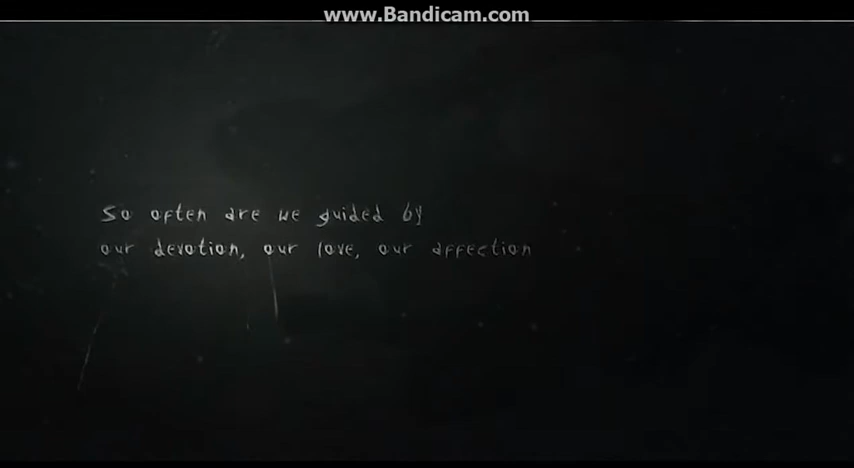 www.Bandicam.com
So often are we guided by
our devotion, our love, our affection